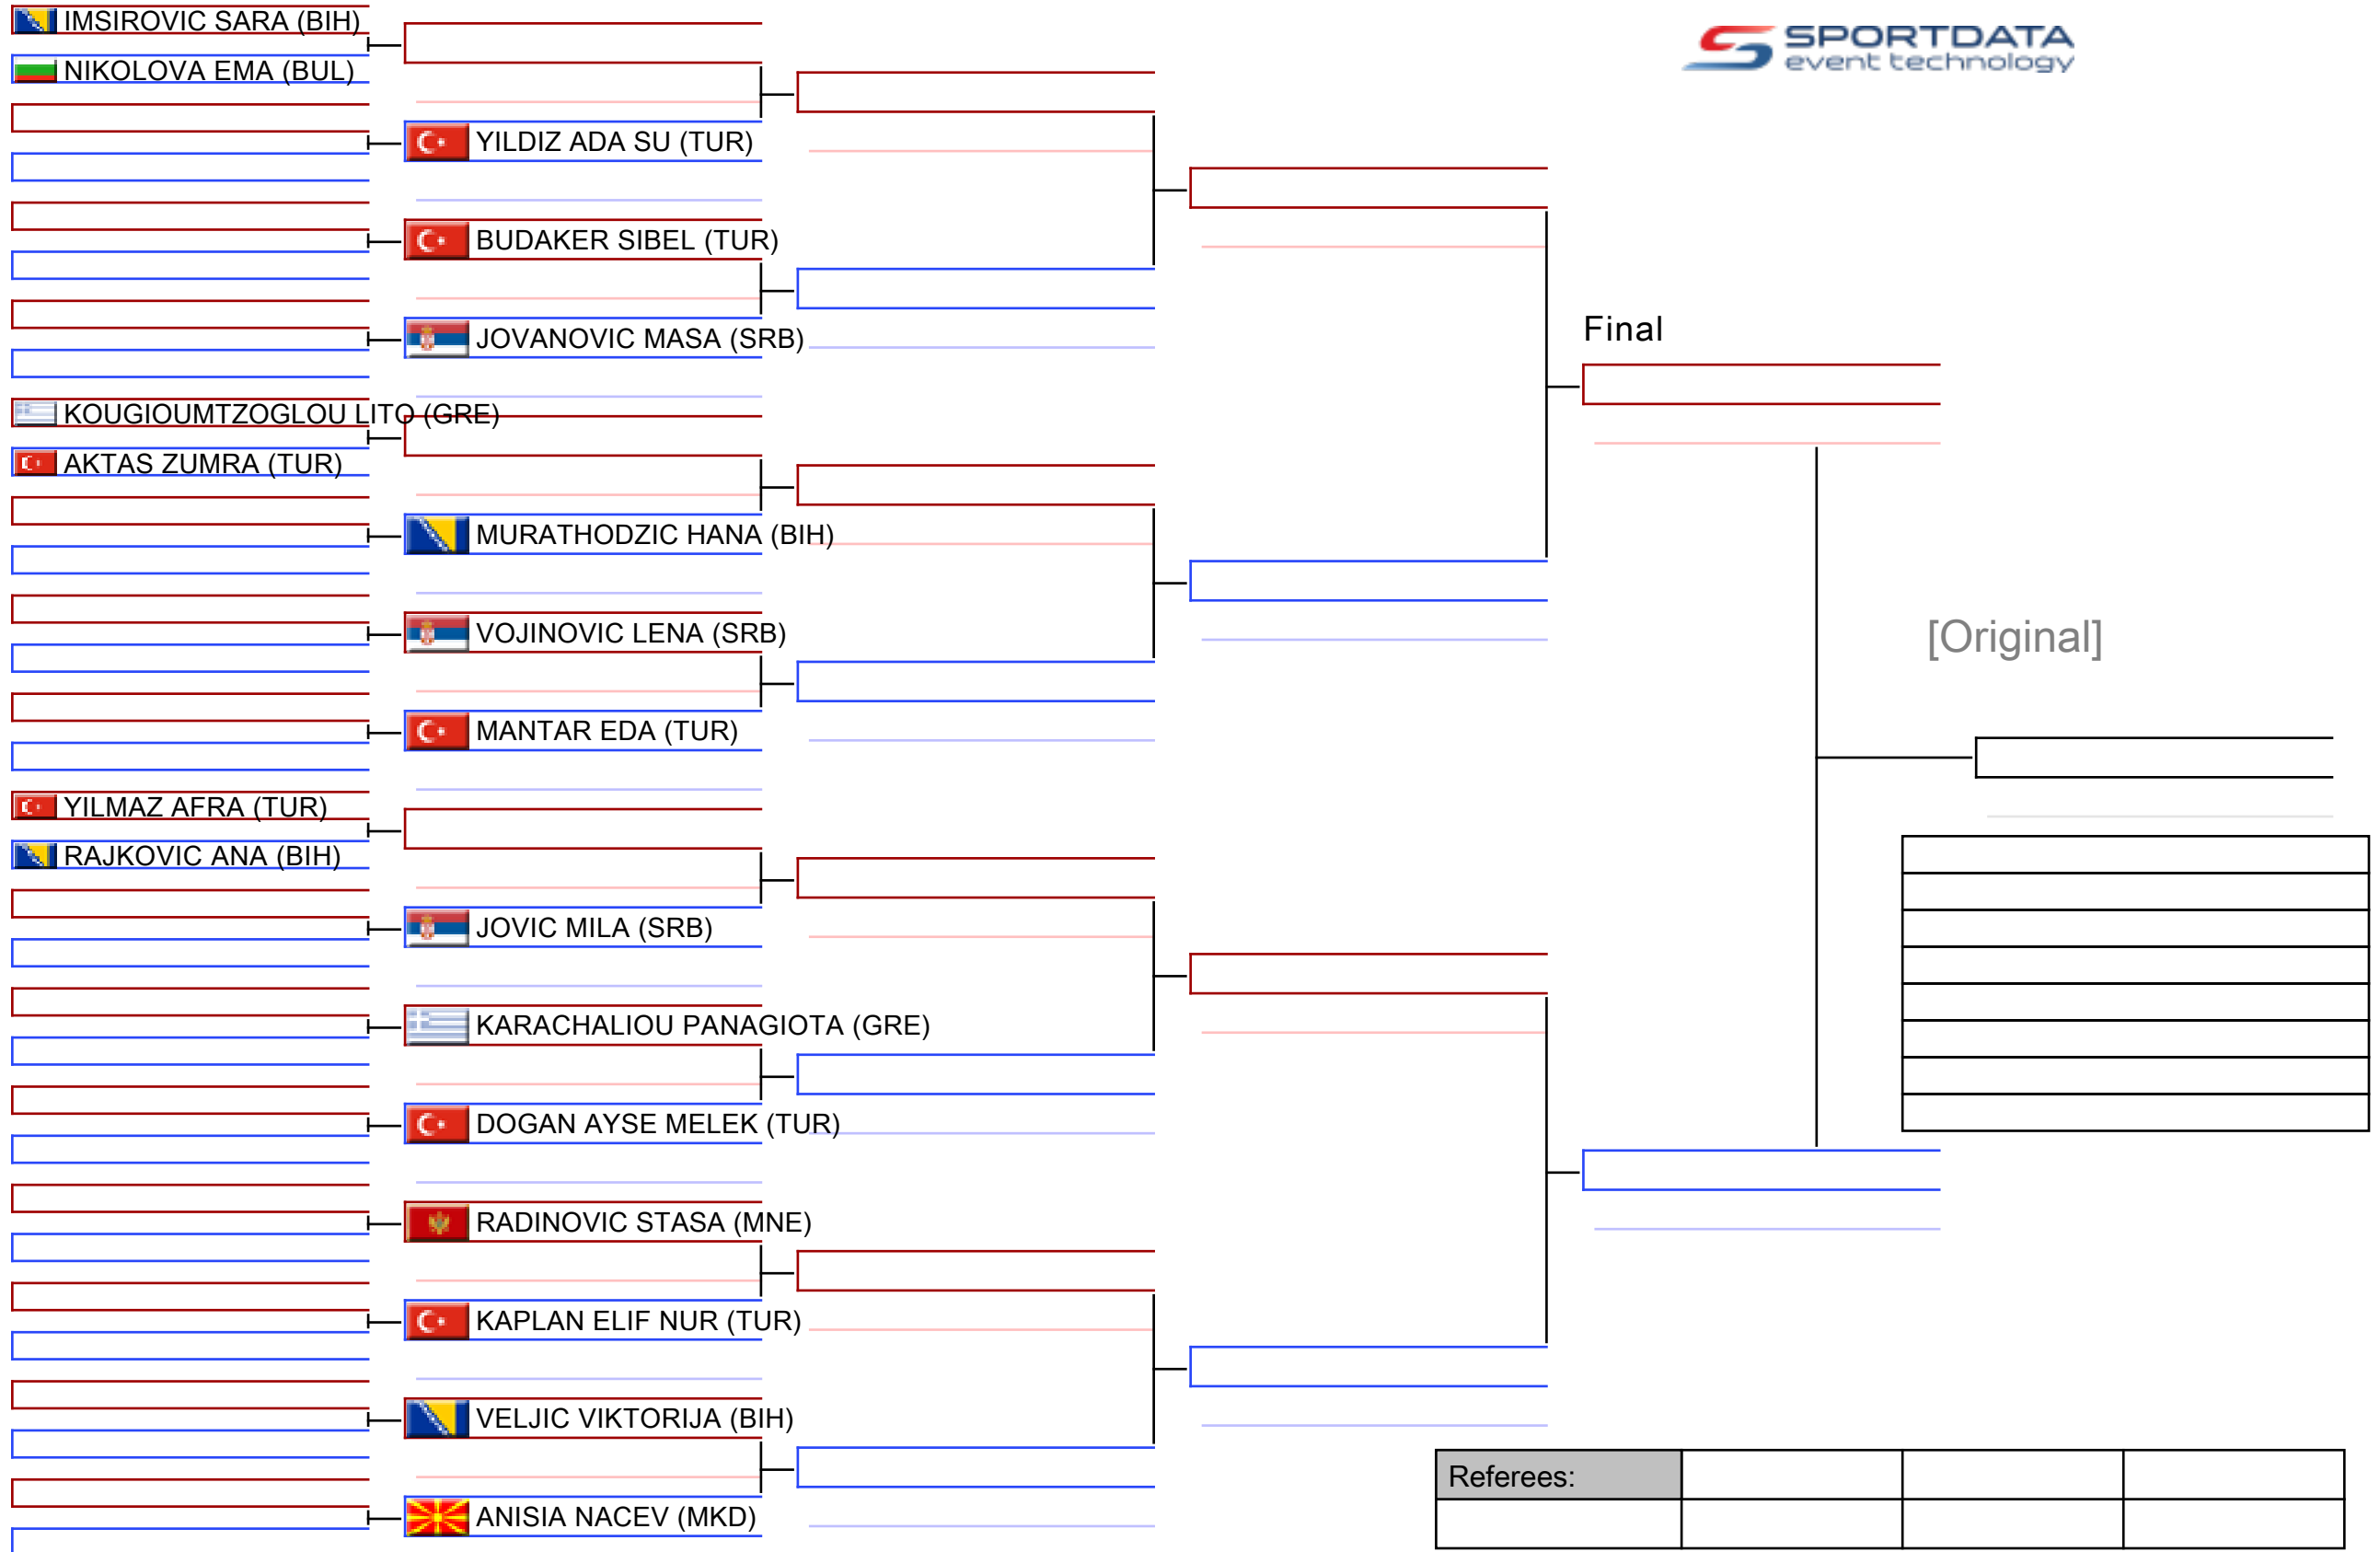 IMSIROVIC SARA (BIH)
NIKOLOVA EMA (BUL)
SPORTDATA
event technology
YILDIZ ADA SU (TUR)
BUDAKER SIBEL (TUR)
JOVANOVIC MASA (SRB)
Final
KOUGIOUMTZOGLOU LITO (GRE)
AKTAS ZUMRA (TUR)
MURATHODZIC HANA (BIH)
VOJINOVIC LENA (SRB)
[Original]
MANTAR EDA (TUR)
YILMAZ AFRA (TUR)
RAJKOVIC ANA (BIH)
JOVIC MILA (SRB)
KARACHALIOU PANAGIOTA (GRE)
DOGAN AYSE MELEK (TUR)
RADINOVIC STASA (MNE)
KAPLAN ELIF NUR (TUR)
VELJIC VIKTORIJA (BIH)
Referees:
ANISIA NACEV (MKD)